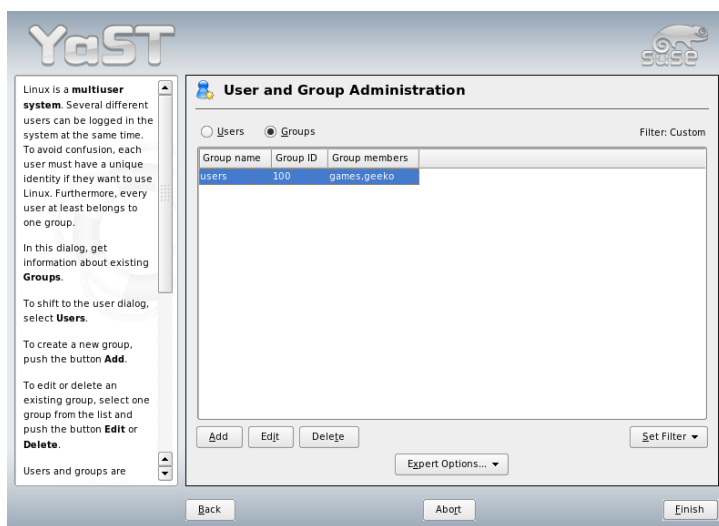 YaST
SUSE
Linux is a multiuser
system. Several different
users can be logged in the
system at the same time.
To avoid confusion, each
user must have a unique
identity if they want to use
Linux. Furthermore, every
user at least belongs to
one group.
In this dialog, get
information about existing
Groups.
To shift to the user dialog,
select Users.
To create a new group,
push the button Add.
To edit or delete an
existing group, select one
group from the list and
push the button Edit or
Delete.
Users and groups are
User and Group Administration
Users Groups Filter: Custom
Group name Group ID Group members
users 100 games,geeko
Add Edit Delete Set Filter
Expert Options...
Back Abort Finish